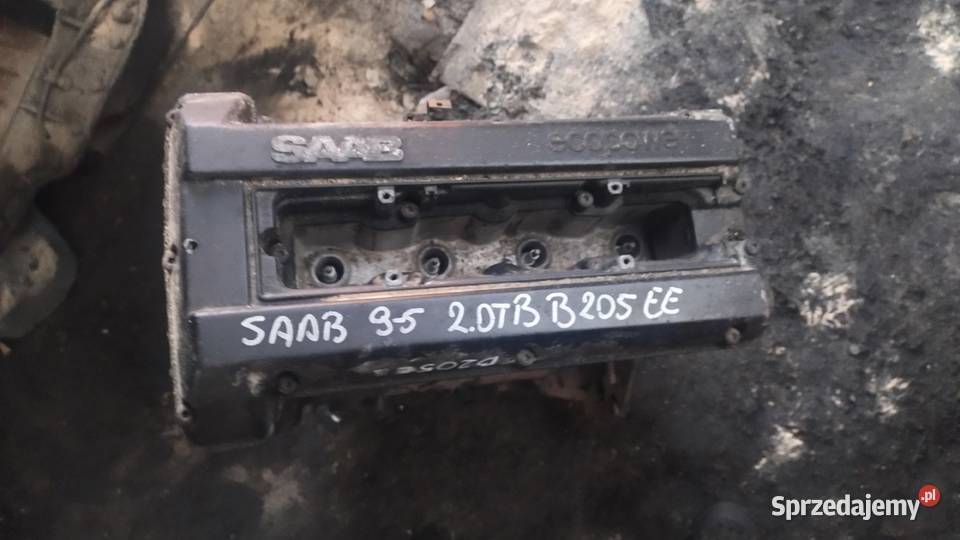 SAAB
ECOPOWER
SAAB 9-5 2.0TB B205EE
Sprzedajemy.pl